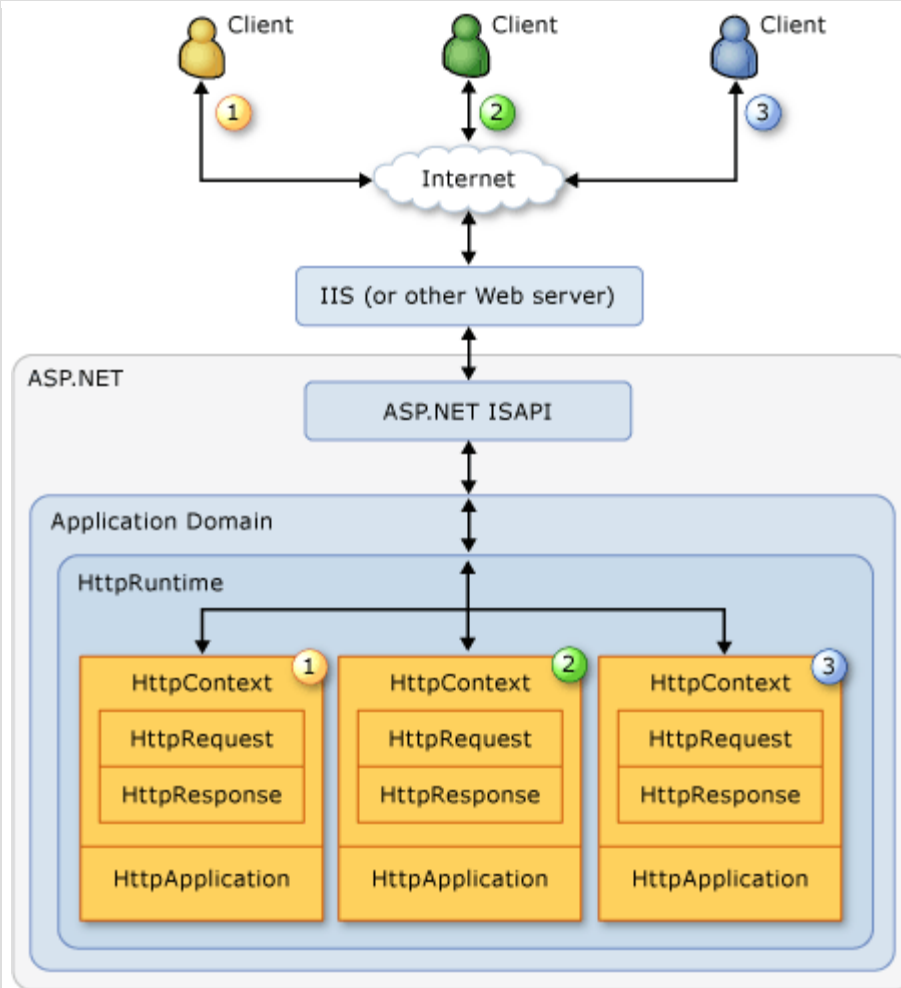 Client
Client
Client
1
2
3
Internet
IIS (or other Web server)
ASP.NET
ASP.NET ISAPI
Application Domain
HttpRuntime
1
2
3
HttpContext
HttpContext
HttpContext
HttpRequest
HttpRequest
HttpRequest
HttpResponse
HttpResponse
HttpResponse
HttpApplication
HttpApplication
HttpApplication